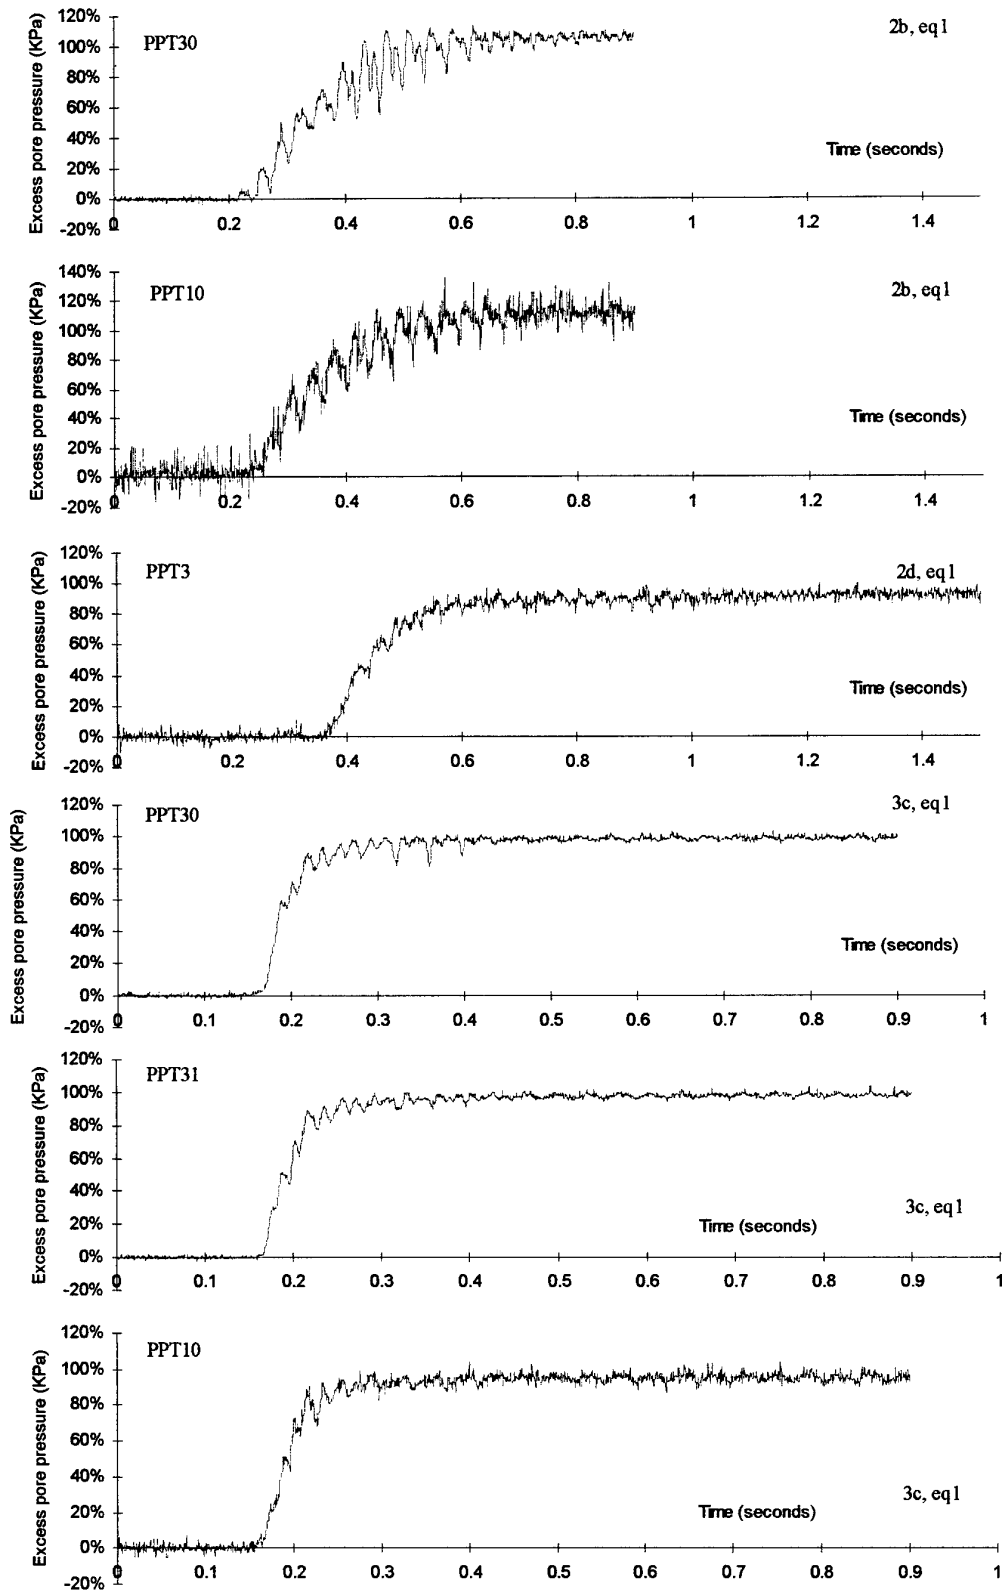 120%
100%
80%
60%
40%
20%
0%
-20%
Excess pore pressure (KPa)
PPT30
2b, eq1
Time (seconds)
0 0.2 0.4 0.6 0.8 1 1.2 1.4
140%
120%
100%
80%
60%
40%
20%
0%
-20%
Excess pore pressure (KPa)
PPT10
2b, eq1
Time (seconds)
0 0.2 0.4 0.6 0.8 1 1.2 1.4
120%
100%
80%
60%
40%
20%
0%
-20%
Excess pore pressure (KPa)
PPT3
2d, eq1
Time (seconds)
0 0.2 0.4 0.6 0.8 1 1.2 1.4
120%
100%
80%
60%
40%
20%
0%
-20%
Excess pore pressure (KPa)
PPT30
3c, eq1
Time (seconds)
0 0.1 0.2 0.3 0.4 0.5 0.6 0.7 0.8 0.9 1
120%
100%
80%
60%
40%
20%
0%
-20%
Excess pore pressure (KPa)
PPT31
3c, eq1
Time (seconds)
0 0.1 0.2 0.3 0.4 0.5 0.6 0.7 0.8 0.9 1
120%
100%
80%
60%
40%
20%
0%
-20%
Excess pore pressure (KPa)
PPT10
3c, eq1
Time (seconds)
0 0.1 0.2 0.3 0.4 0.5 0.6 0.7 0.8 0.9 1